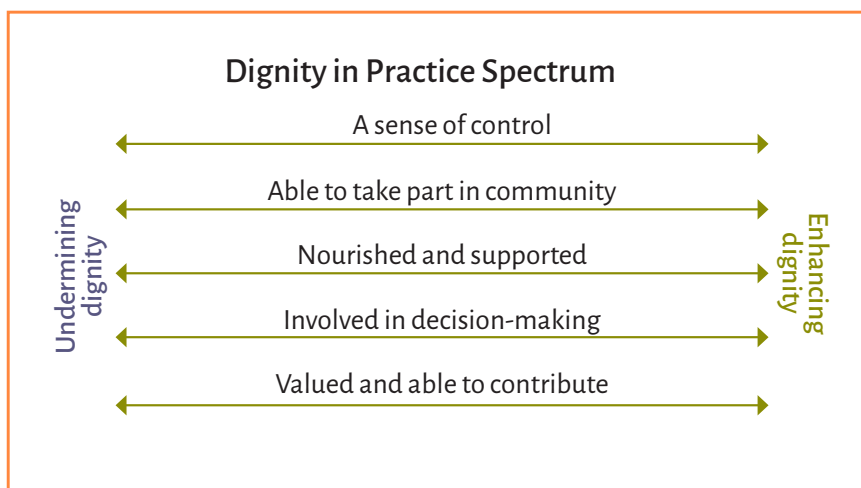 Dignity in Practice Spectrum
A sense of control
Able to take part in community
Nourished and supported
Involved in decision-making
Valued and able to contribute
Undermining
dignity
Enhancing
dignity